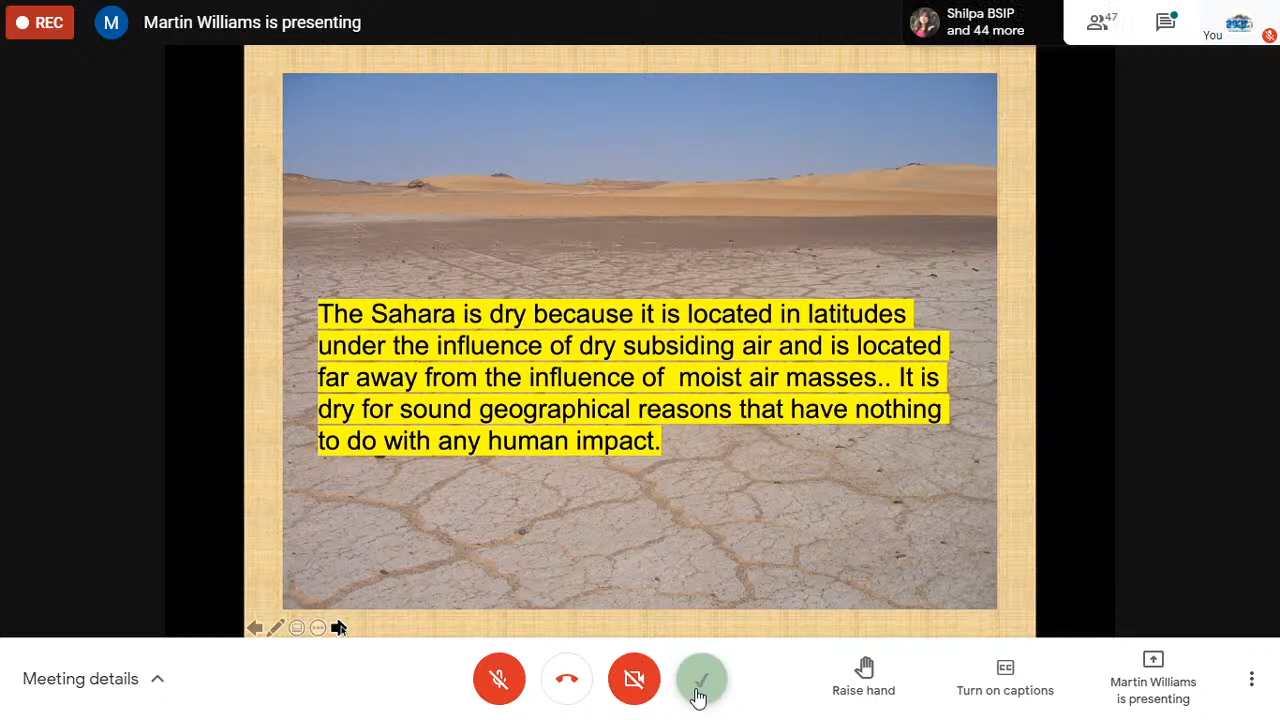 REC
M
Martin Williams is presenting
Shilpa BSIP
and 44 more
47
You
The Sahara is dry because it is located in latitudes
under the influence of dry subsiding air and is located
far away from the influence of  moist air masses.. It is
dry for sound geographical reasons that have nothing
to do with any human impact.
Meeting details
Raise hand
CC
Turn on captions
Martin Williams
is presenting